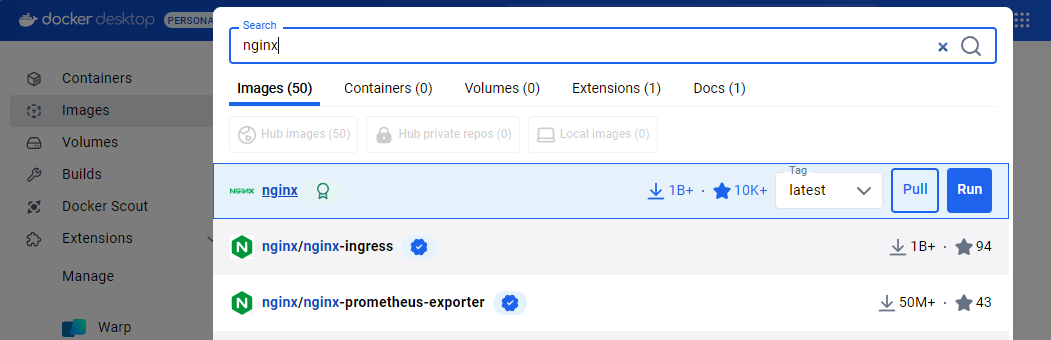 docker desktop PERSONA
Search
nginx
Containers
Images
Volumes
Builds
Docker Scout
Extensions
Manage
Warp
Images (50) Containers (0) Volumes (0) Extensions (1) Docs (1)
Hub images (50) Hub private repos (0) Local images (0)
NGINX nginx 1B+ · 10K+ Tag latest Pull Run
N nginx/nginx-ingress 1B+ · 94
N nginx/nginx-prometheus-exporter 50M+ · 43